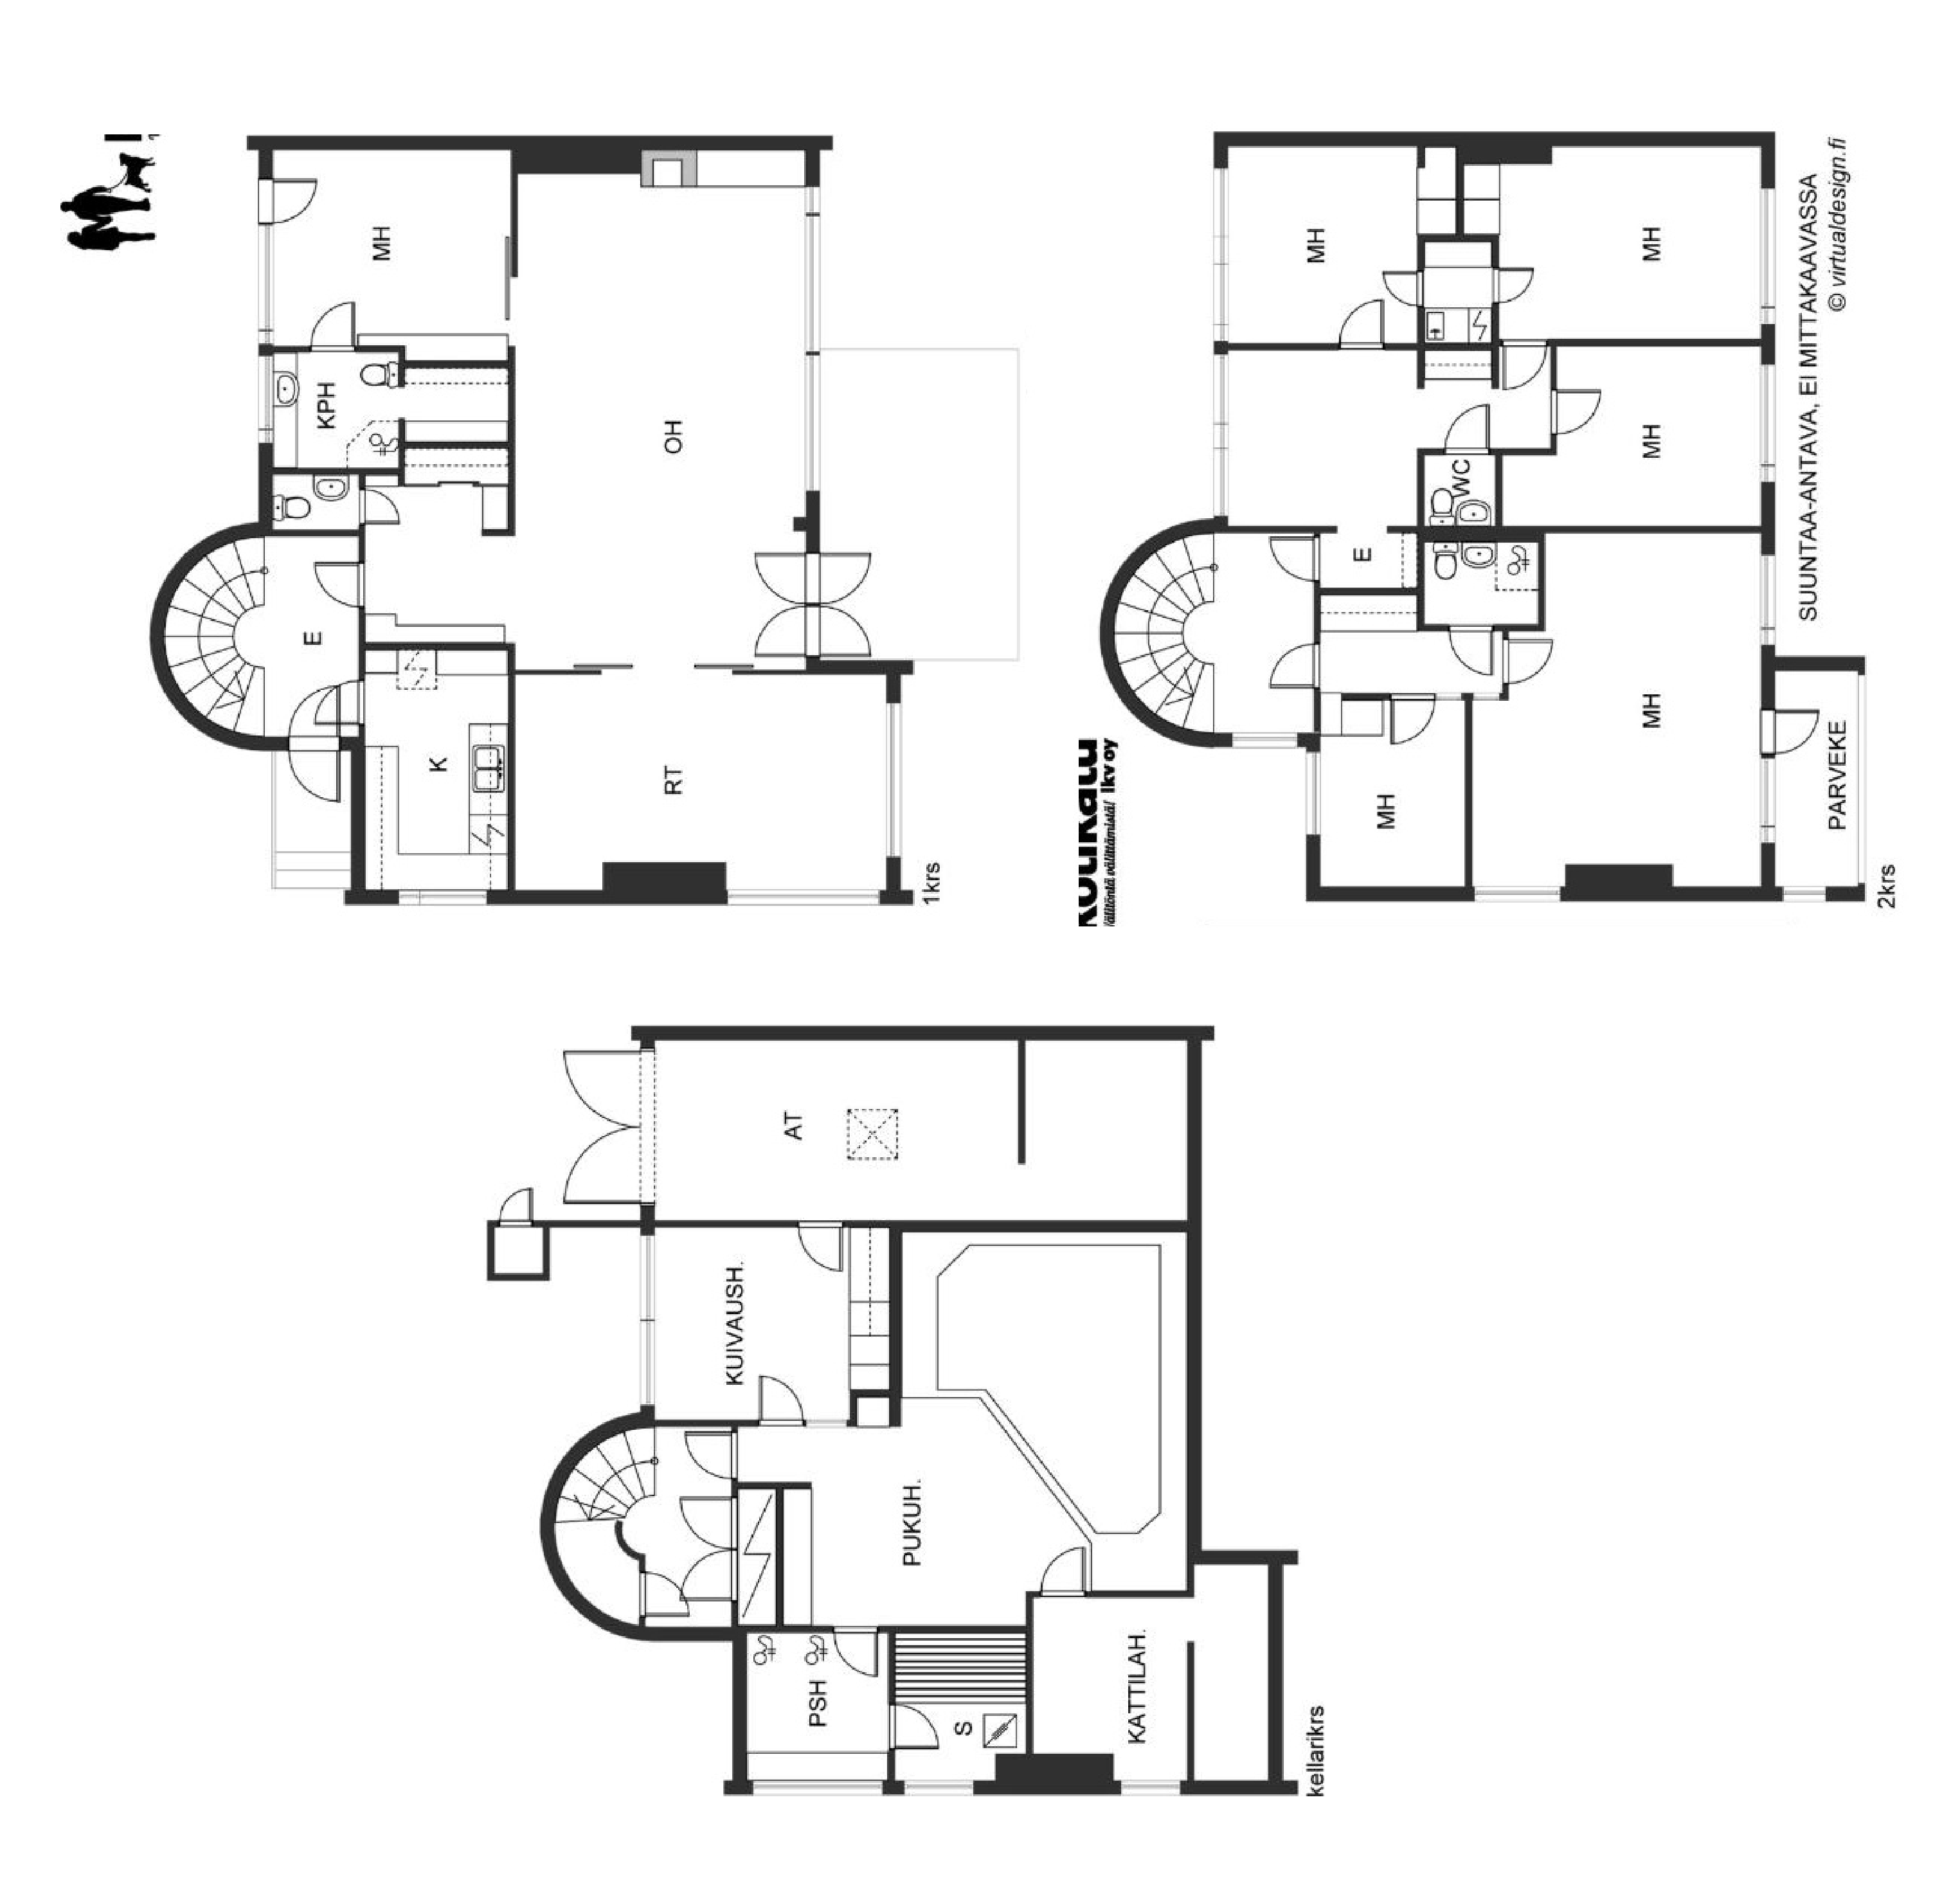 MH
KPH
OH
E
K
RT
1krs
MH
MH
MH
WC
E
MH
MH
PARVEKE
2krs
SUUNTAA-ANTAVA, EI MITTAKAAVASSA
© virtualdesign.fi
lkv oy
AT
KUIVAUSH.
PUKUH.
PSH
S
KATTILAH.
kellarikrs